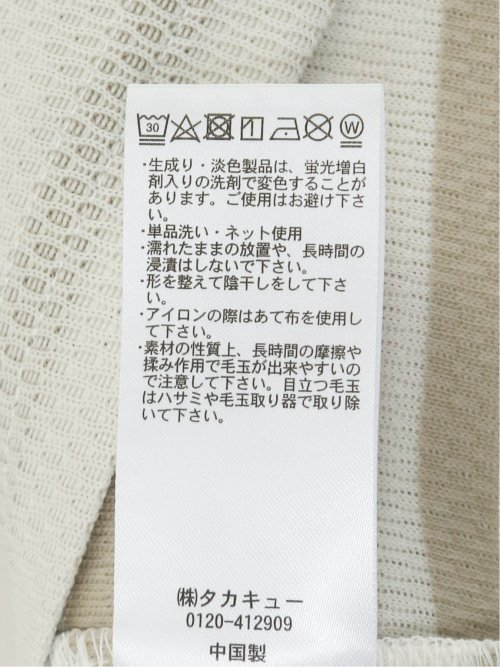 30 W
・生成り・淡色製品は、蛍光増白
剤入りの洗剤で変色することが
あります。ご使用はお避け下さ
い。
・単品洗い・ネット使用
・濡れたままの放置や、長時間の
浸漬はしないで下さい。
・形を整えて陰干しをして下さ
い。
・アイロンの際はあて布を使用し
て下さい。
・素材の性質上、長時間の摩擦や
揉み作用で毛玉が出来やすいの
で注意して下さい。目立つ毛玉
はハサミや毛玉取り器で取り除
いて下さい。
㈱タカキュー
0120-412909
中国製